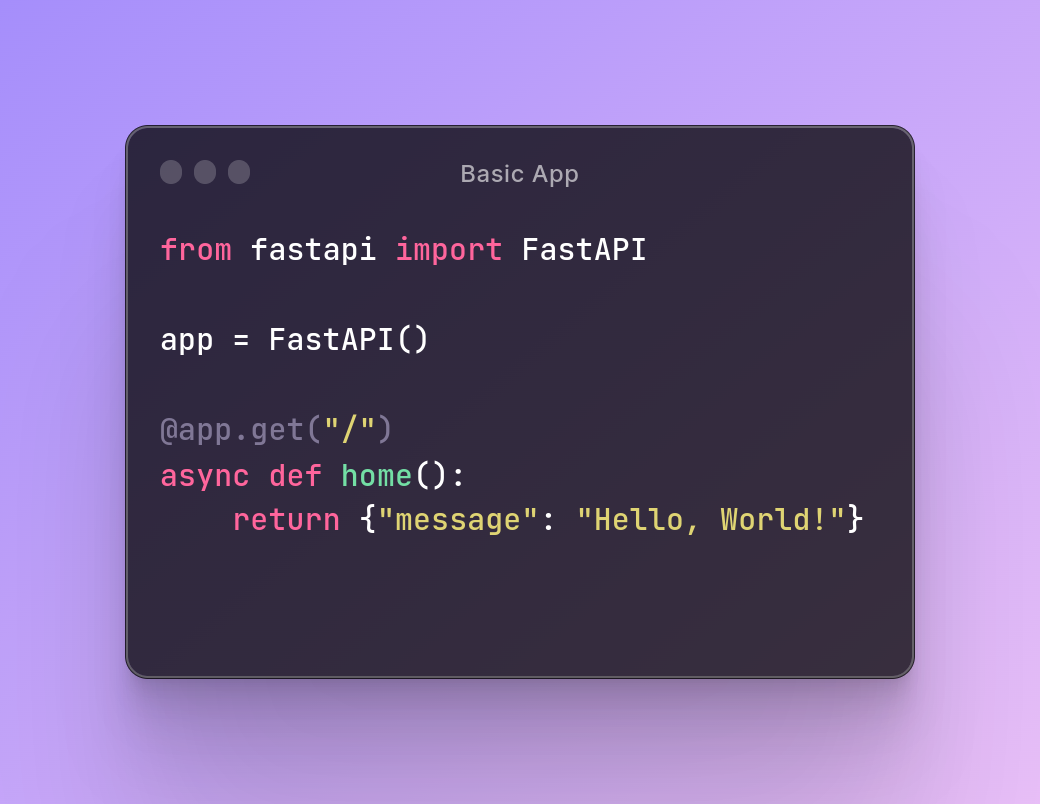 Basic App
from fastapi import FastAPI
app = FastAPI()
@app.get("/")
async def home():
    return {"message": "Hello, World!"}